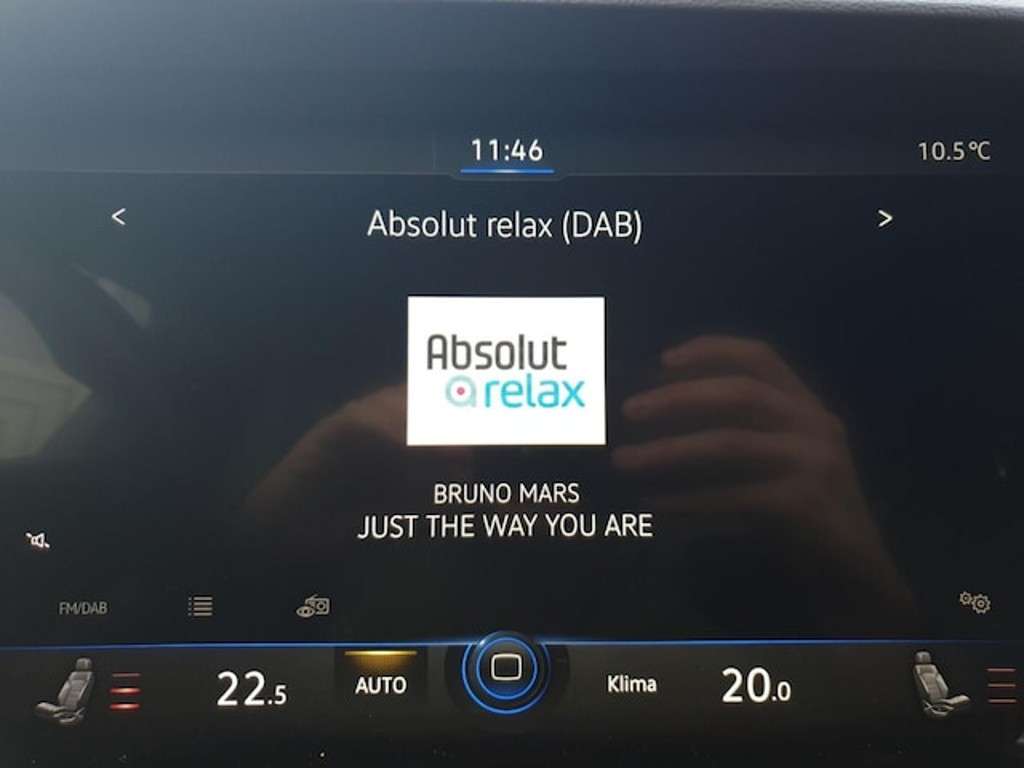 11:46
10.5°C
<
Absolut relax (DAB)
>
Absolut
relax
BRUNO MARS
JUST THE WAY YOU ARE
FM/DAB
22.5
AUTO
Klima
20.0